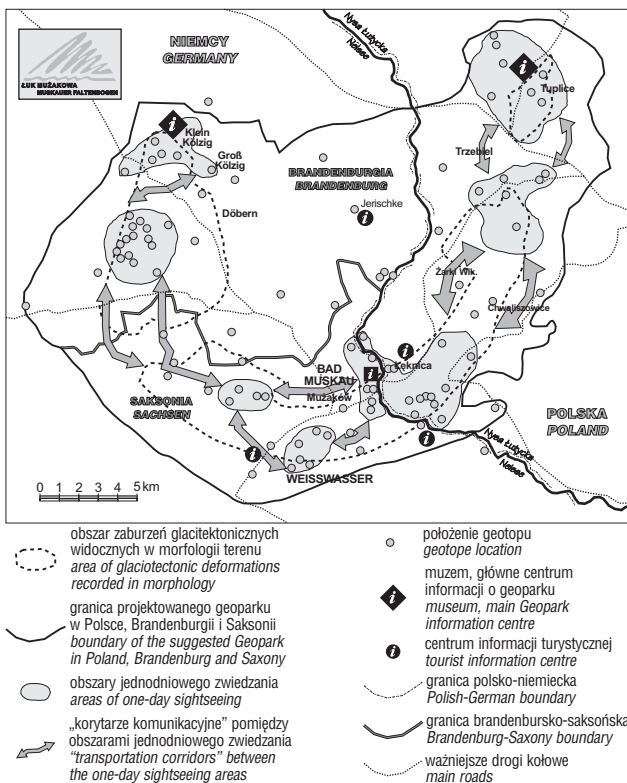 ŁUK MUŻAKOWA
MUSKAUER FALTENBOGEN
NIEMCY
GERMANY
Nysa Łużycka
Neisse
Tuplice
Klein
Kölzig
Groß
Kölzig
Trzebiel
BRANDENBURGIA
BRANDENBURG
Jerischke
Döbern
Żarki Wlk.
Chwaliszowice
BAD
MUSKAU
Mużaków
Łęknica
SAKSONIA
SACHSEN
POLSKA
POLAND
Nysa Łużycka
Neisse
WEISSWASSER
0 1 2 3 4 5 km
obszar zaburzeń glacitektonicznych
widocznych w morfologii terenu
area of glaciotectonic deformations
recorded in morphology
granica projektowanego geoparku
w Polsce, Brandenburgii i Saksonii
boundary of the suggested Geopark
in Poland, Brandenburg and Saxony
obszary jednodniowego zwiedzania
areas of one-day sightseeing
„korytarze komunikacyjne” pomiędzy
obszarami jednodniowego zwiedzania
“transportation corridors” between
the one-day sightseeing areas
położenie geotopu
geotope location
muzem, główne centrum
informacji o geoparku
museum, main Geopark
information centre
centrum informacji turystycznej
tourist information centre
granica polsko-niemiecka
Polish-German boundary
granica brandenbursko-saksońska
Brandenburg-Saxony boundary
ważniejsze drogi kołowe
main roads